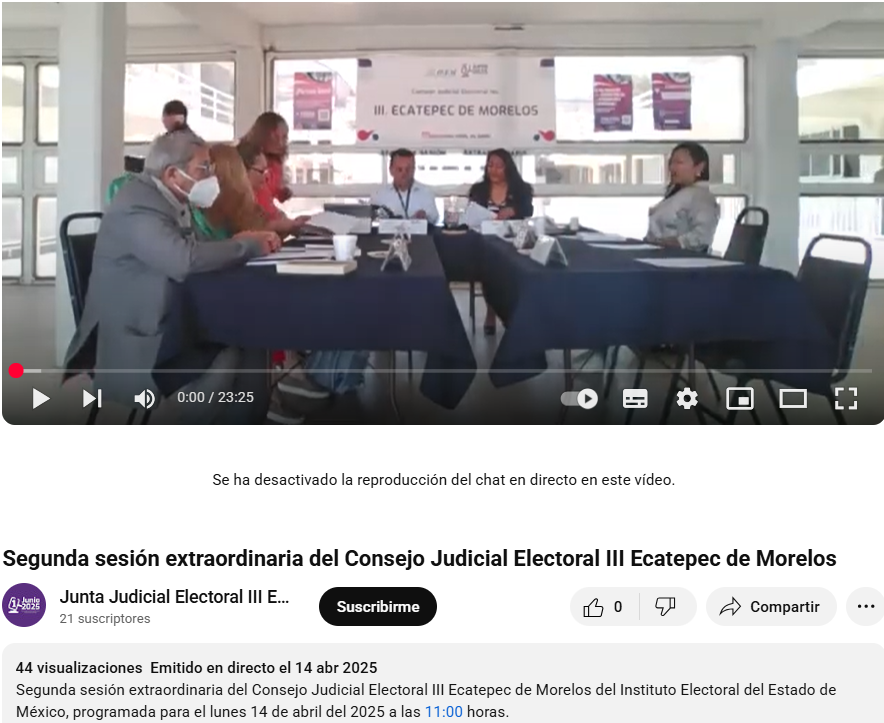 Consejo Judicial Electoral No.
III. ECATEPEC DE MORELOS
0:00 / 23:25
Se ha desactivado la reproducción del chat en directo en este vídeo.
Segunda sesión extraordinaria del Consejo Judicial Electoral III Ecatepec de Morelos
Junta Judicial Electoral III E...
21 suscriptores
Suscribirme
0
Compartir
44 visualizaciones Emitido en directo el 14 abr 2025
Segunda sesión extraordinaria del Consejo Judicial Electoral III Ecatepec de Morelos del Instituto Electoral del Estado de
México, programada para el lunes 14 de abril del 2025 a las 11:00 horas.